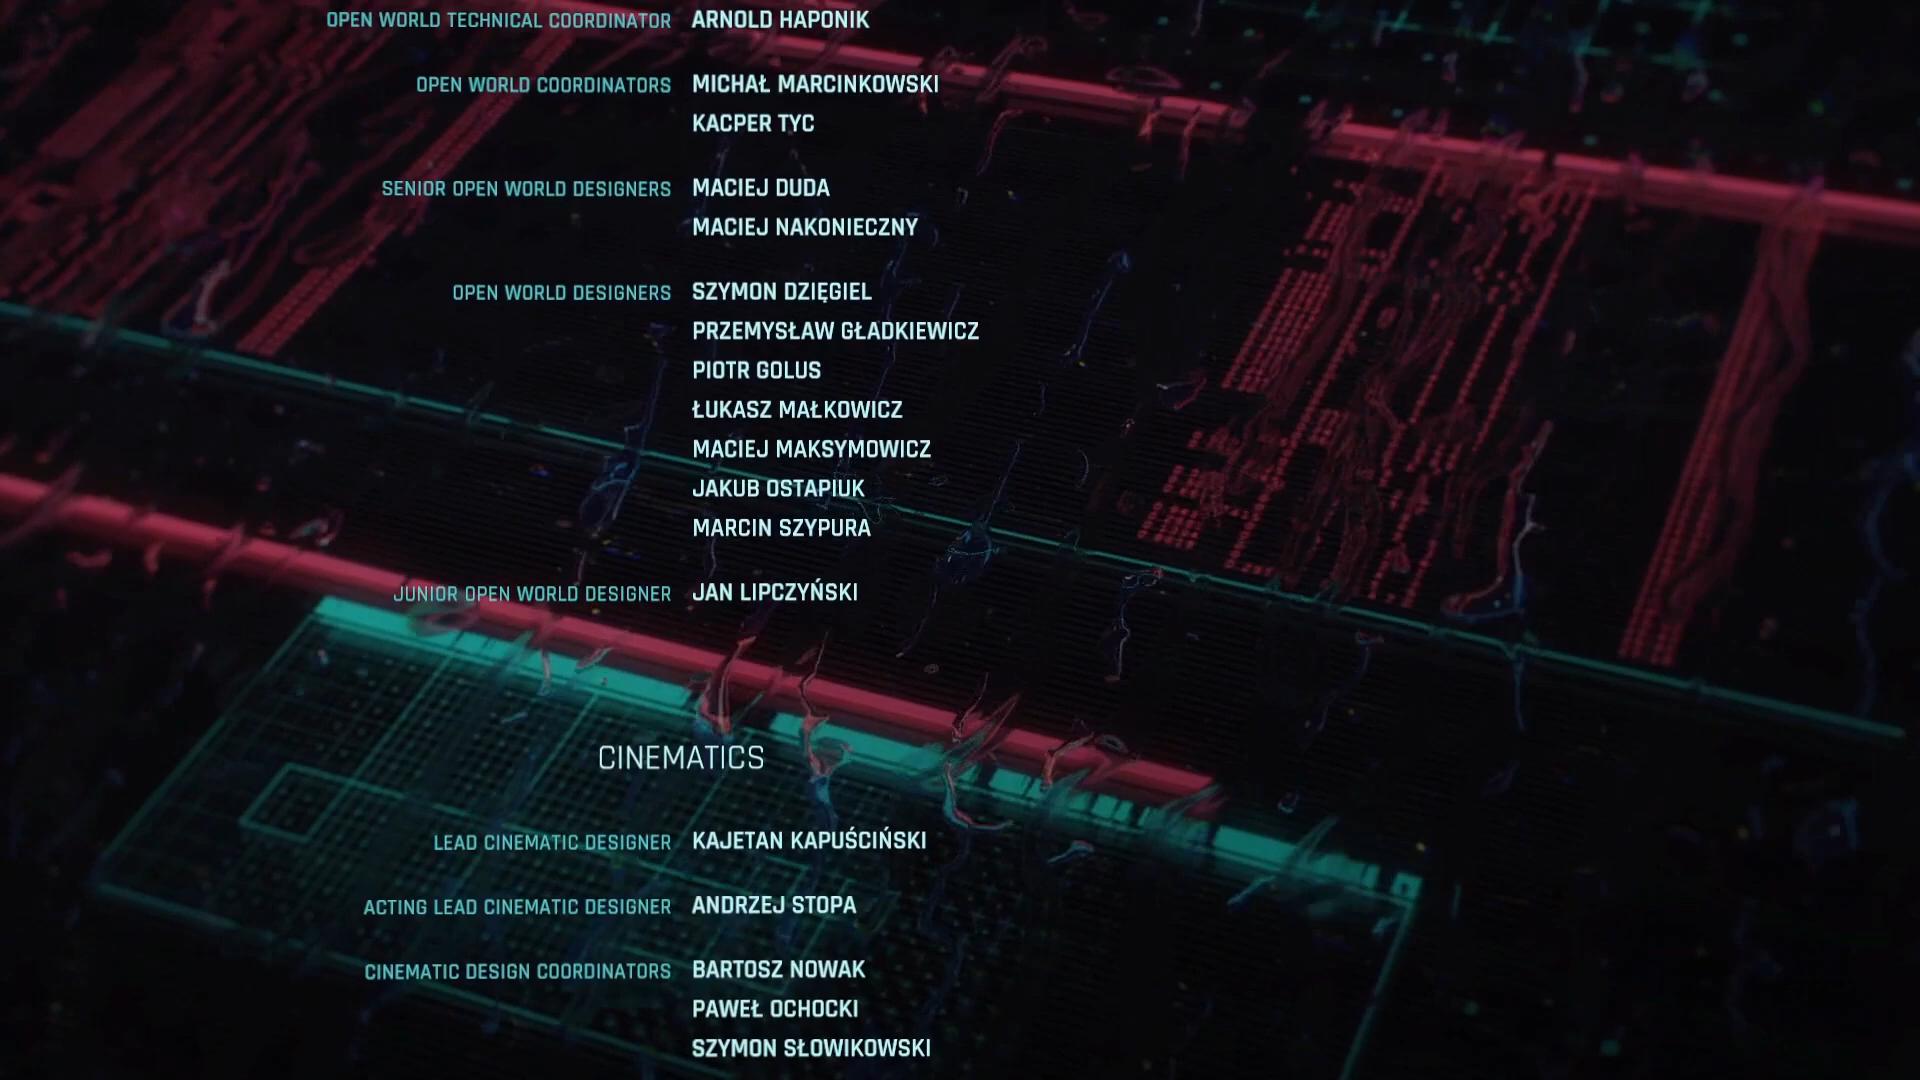 OPEN WORLD TECHNICAL COORDINATOR ARNOLD HAPONIK
OPEN WORLD COORDINATORS MICHAŁ MARCINKOWSKI
KACPER TYC
SENIOR OPEN WORLD DESIGNERS MACIEJ DUDA
MACIEJ NAKONIECZNY
OPEN WORLD DESIGNERS SZYMON DZIĘGIEL
PRZEMYSŁAW GŁADKIEWICZ
PIOTR GOLUS
ŁUKASZ MAŁKOWICZ
MACIEJ MAKSYMOWICZ
JAKUB OSTAPIUK
MARCIN SZYPURA
JUNIOR OPEN WORLD DESIGNER JAN LIPCZYŃSKI
CINEMATICS
LEAD CINEMATIC DESIGNER KAJETAN KAPUŚCIŃSKI
ACTING LEAD CINEMATIC DESIGNER ANDRZEJ STOPA
CINEMATIC DESIGN COORDINATORS BARTOSZ NOWAK
PAWEŁ OCHOCKI
SZYMON SŁOWIKOWSKI